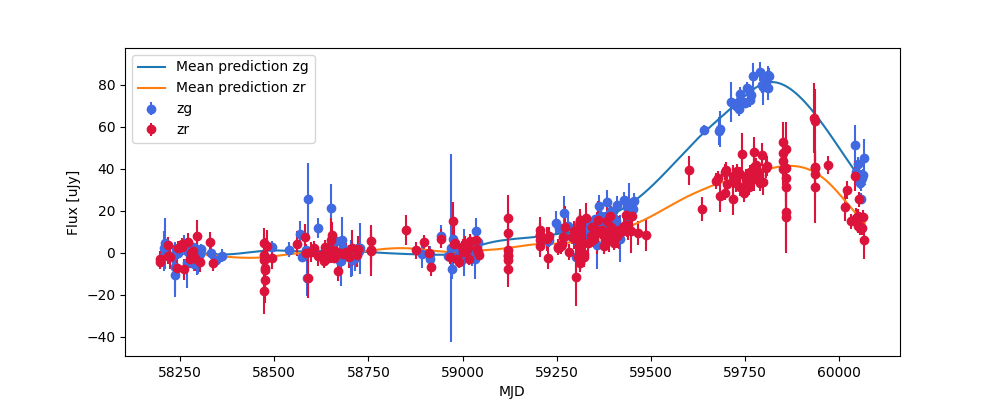 Mean prediction zg
Mean prediction zr
zg
zr
80
60
40
20
0
−20
−40
Flux [uJy]
58250
58500
58750
59000
59250
59500
59750
60000
MJD